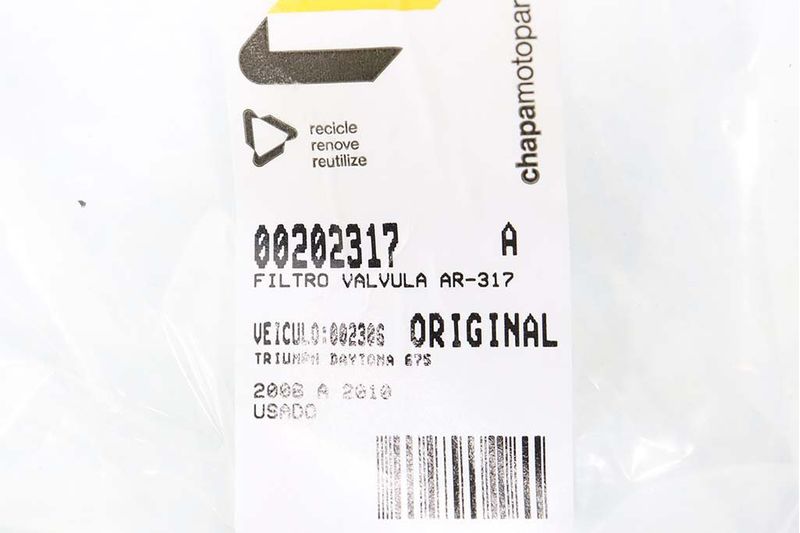 chapamotopar
recicle
renove
reutilize
00202317 A
FILTRO VALVULA AR-317
VEICULO:002306 ORIGINAL
TRIUMPH DAYTONA 675
2008 A 2010
USADO